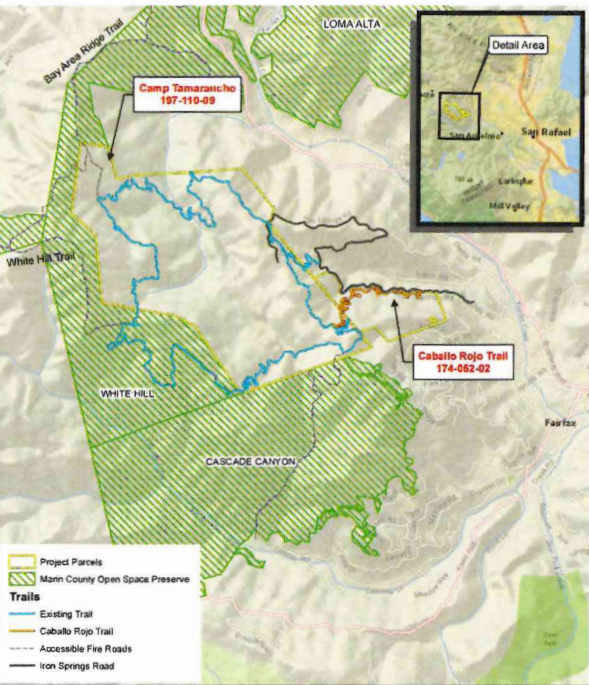 LOMA ALTA
Bay Area Ridge Trail
Camp Tamarancho
197-110-09
Detail Area
San Anselmo
San Rafael
Larkspur
Mill Valley
White Hill Trail
Caballo Rojo Trail
174-052-02
WHITE HILL
Fairfax
CASCADE CANYON
Project Parcels
Marin County Open Space Preserve
Trails
Existing Trail
Caballo Rojo Trail
Accessible Fire Roads
Iron Springs Road